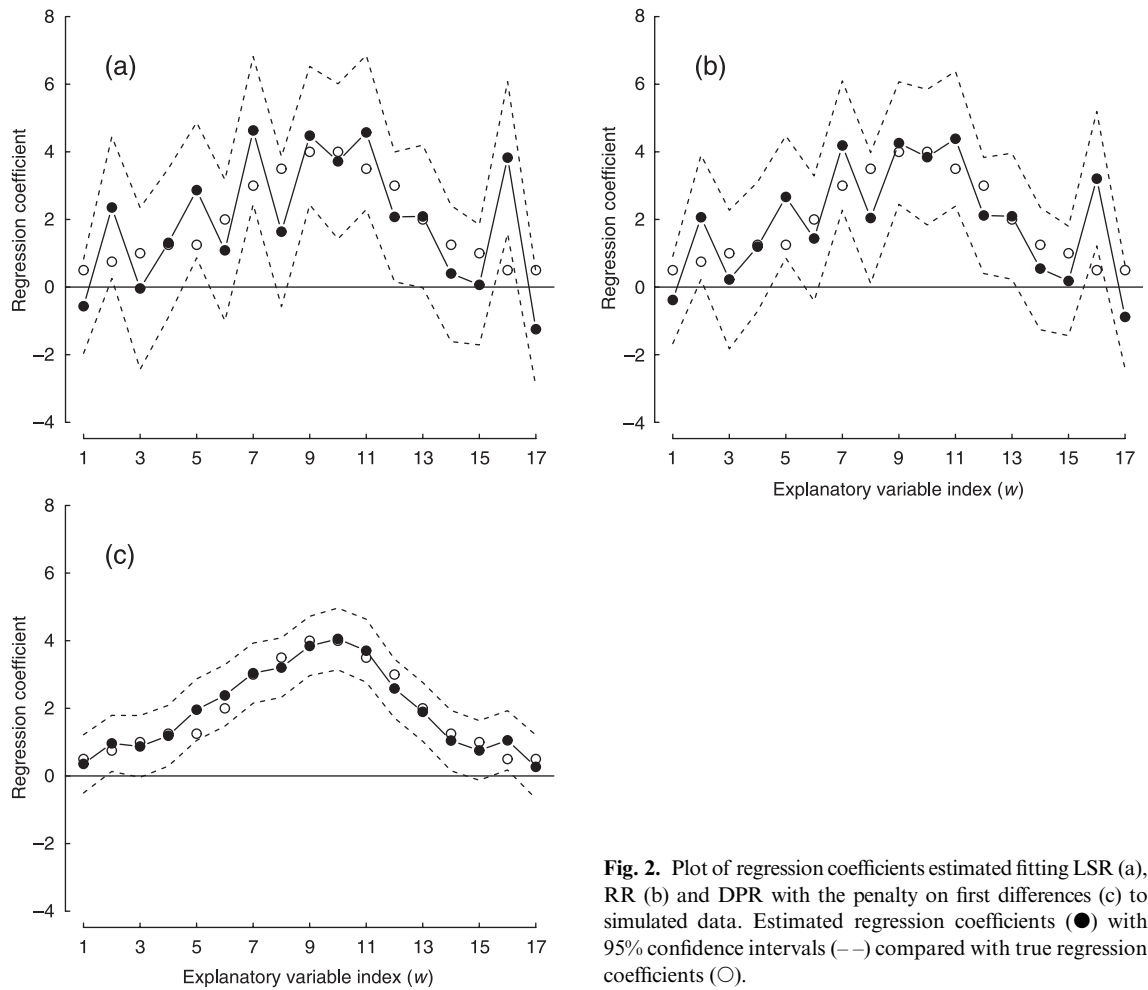 (a)
Regression coefficient
8
6
4
2
0
–2
–4
1 3 5 7 9 11 13 15 17
(b)
Regression coefficient
8
6
4
2
0
–2
–4
1 3 5 7 9 11 13 15 17
Explanatory variable index (w)
(c)
Regression coefficient
8
6
4
2
0
–2
–4
1 3 5 7 9 11 13 15 17
Explanatory variable index (w)
Fig. 2. Plot of regression coefficients estimated fitting LSR (a),
RR (b) and DPR with the penalty on first differences (c) to
simulated data. Estimated regression coefficients (●) with
95% confidence intervals (– –) compared with true regression
coefficients (○).